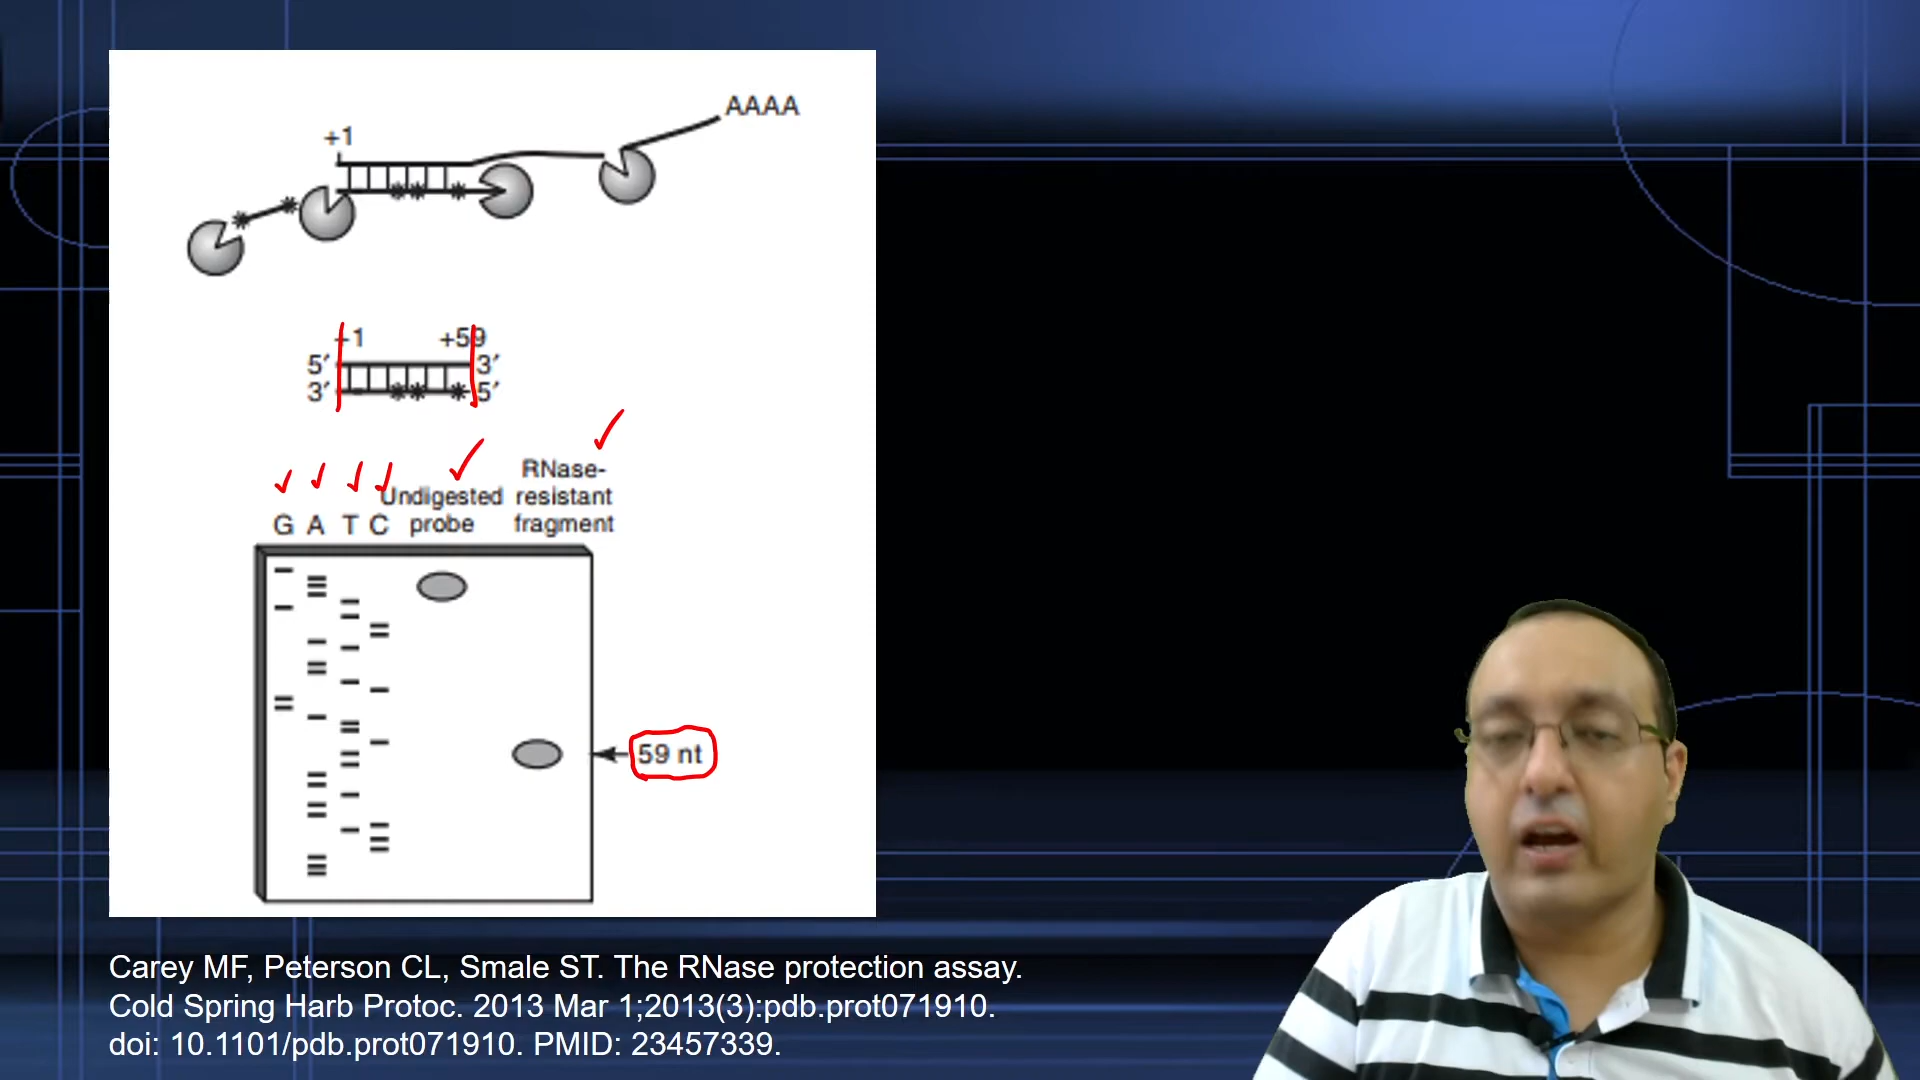 AAAA
+1
+1 +59
5′ 3′
3′ 5′
RNase-
Undigested resistant
G A T C probe fragment
59 nt
Carey MF, Peterson CL, Smale ST. The RNase protection assay.
Cold Spring Harb Protoc. 2013 Mar 1;2013(3):pdb.prot071910.
doi: 10.1101/pdb.prot071910. PMID: 23457339.